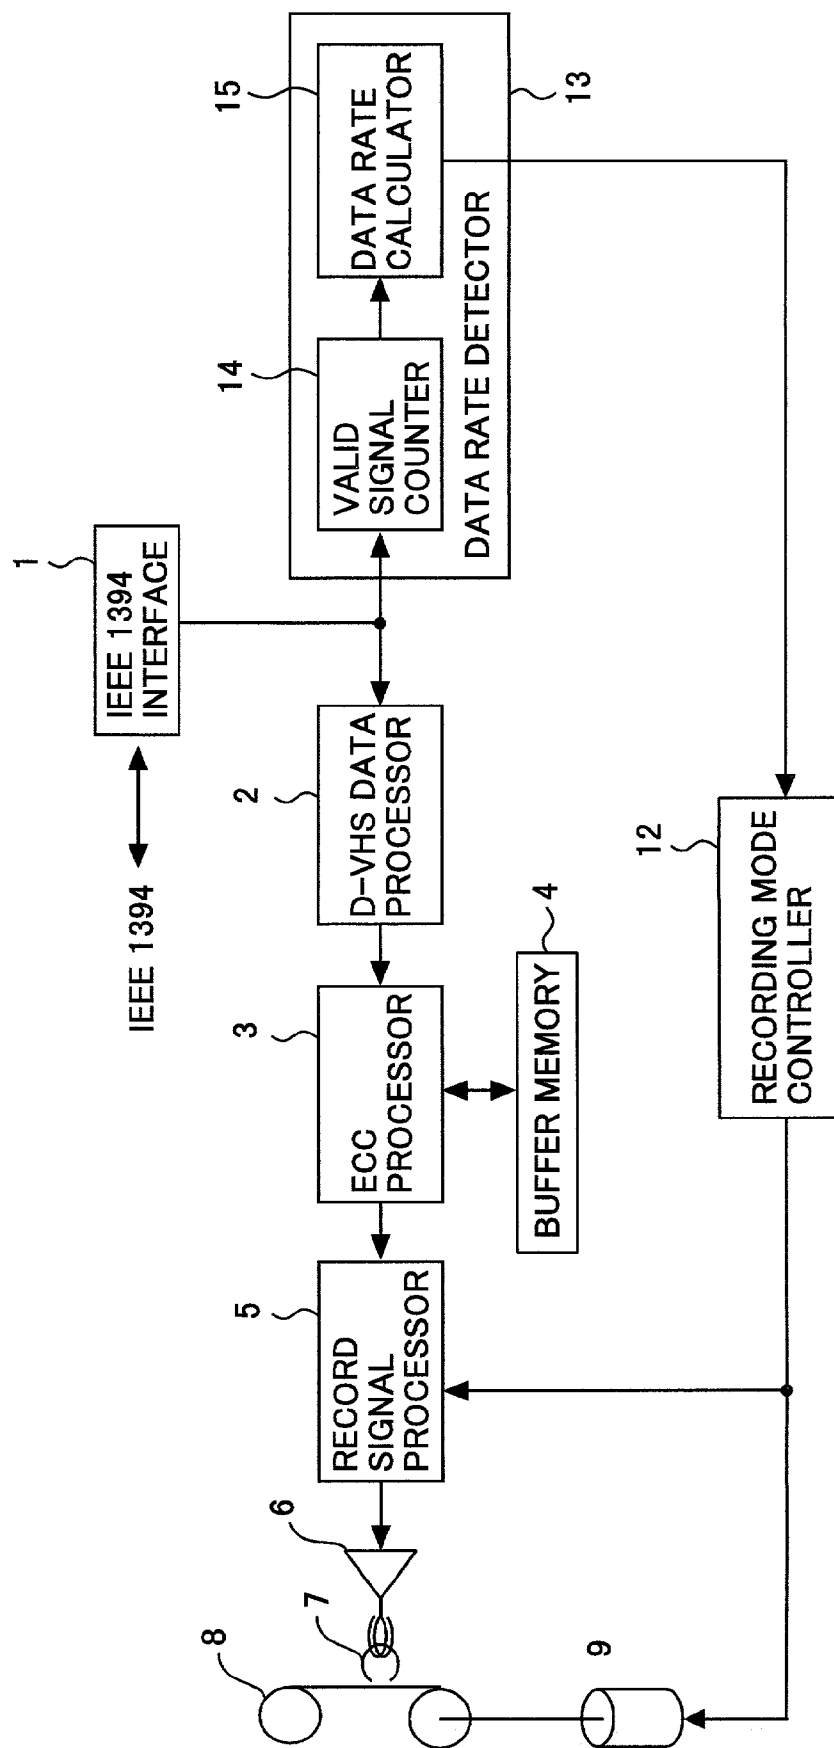 1
IEEE 1394
IEEE 1394
INTERFACE
8
7
6
5
RECORD
SIGNAL
PROCESSOR
3
ECC
PROCESSOR
2
D-VHS DATA
PROCESSOR
14
VALID
SIGNAL
COUNTER
15
DATA RATE
CALCULATOR
DATA RATE DETECTOR
13
4
BUFFER MEMORY
9
12
RECORDING MODE
CONTROLLER